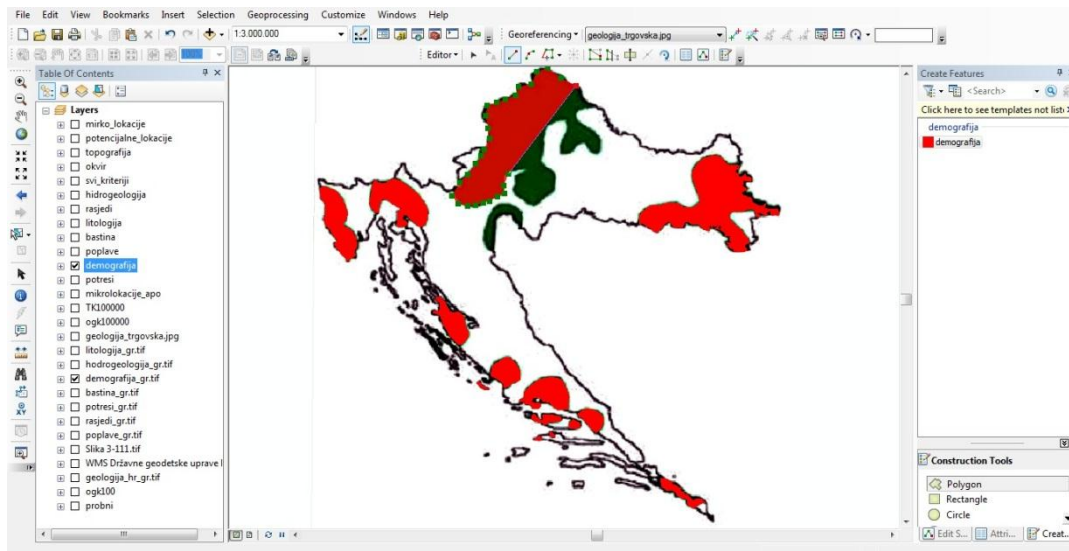 File Edit View Bookmarks Insert Selection Geoprocessing Customize Windows Help
1:3.000.000
Georeferencing
geologija_trgovska.jpg
Editor
Table Of Contents
Layers
mirko_lokacije
potencijalne_lokacije
topografija
okvir
svi_kriteriji
hidrogeologija
rasjedi
litologija
bastina
poplave
demografija
potresi
mikrolokacije_apo
TK100000
ogk100000
geologija_trgovska.jpg
litologija_gr.tif
hodrogeologija_gr.tif
demografija_gr.tif
bastina_gr.tif
potresi_gr.tif
rasjedi_gr.tif
poplave_gr.tif
Slika 3-111.tif
WMS Državne geodetske uprave
geologija_hr_gr.tif
ogk100
probni
Create Features
<Search>
Click here to see templates not list
demografija
demografija
Construction Tools
Polygon
Rectangle
Circle
Edit S... Attri... Creat...